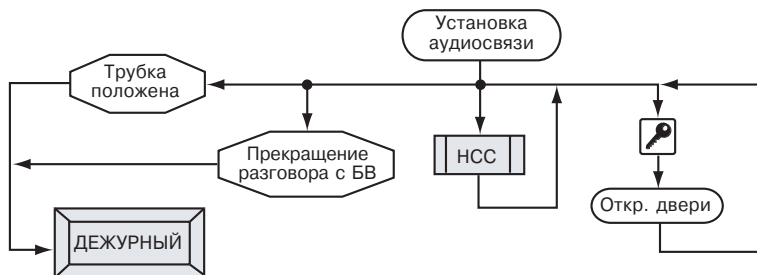 Установка
аудиосвязи
Трубка
положена
Прекращение
разговора с БВ
НСС
Откр. двери
ДЕЖУРНЫЙ